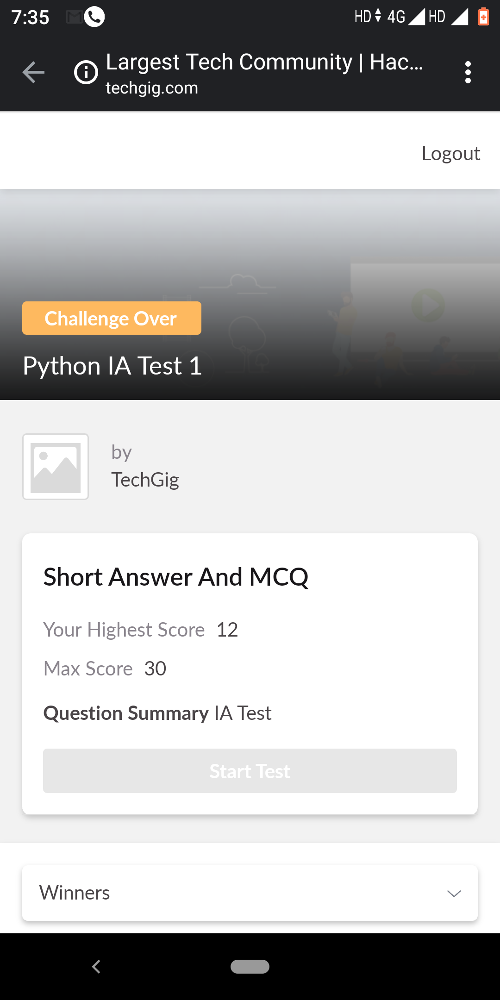 7:35
HD 4G HD
Largest Tech Community | Hac...
techgig.com
Logout
Challenge Over
Python IA Test 1
by
TechGig
Short Answer And MCQ
Your Highest Score 12
Max Score 30
Question Summary IA Test
Start Test
Winners